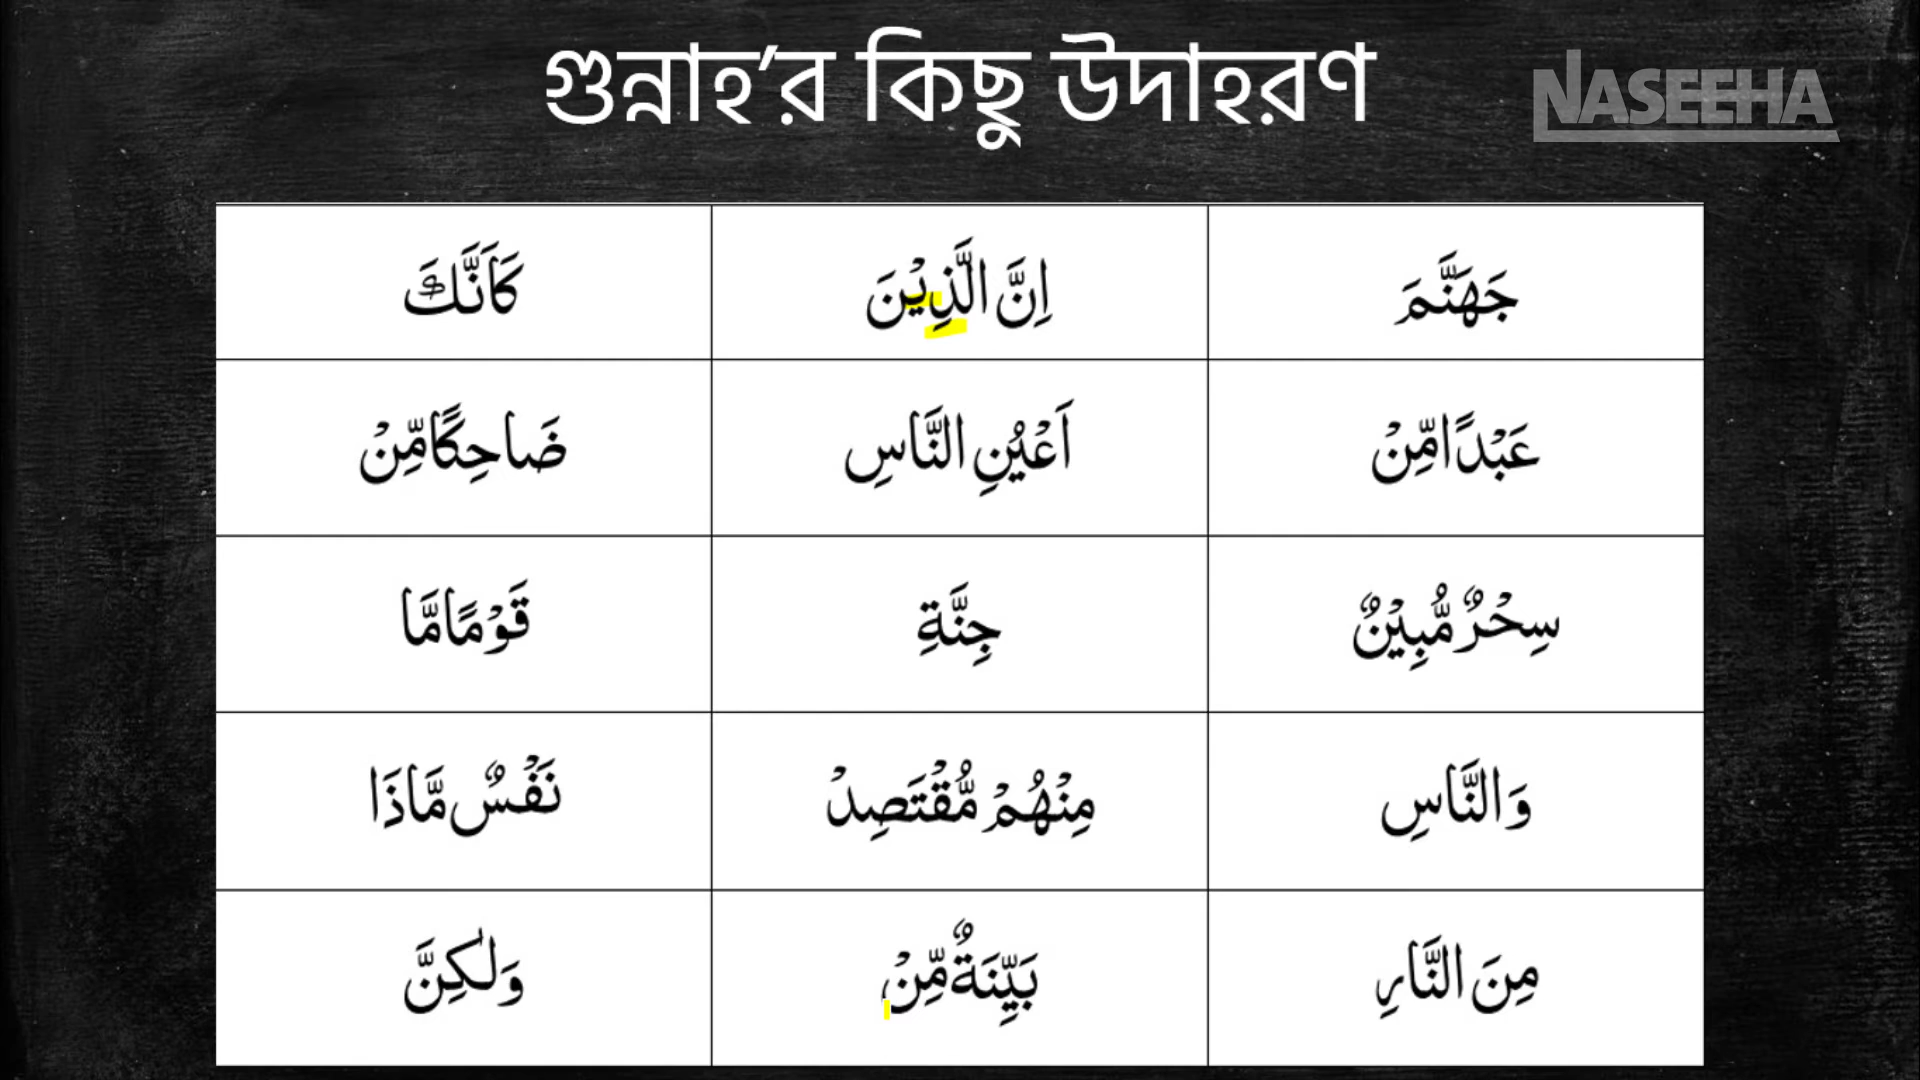 গুন্নাহ’র কিছু উদাহরণ
NASEEHA
جَهَنَّمَ
اِنَّ الَّذِيْنَ
كَاَنَّكَ
عَبْدًا مِّنْ
اَعْيُنِ النَّاسِ
ضَاحِكًا مِّنْ
سِحْرٌ مُّبِيْنٌ
جِنَّةِ
قَوْمًا مَّا
وَالنَّاسِ
مِنْهُمْ مُّقْتَصِدْ
نَفْسٌ مَّاذَا
مِنَ النَّارِ
بَيِّنَةٌ مِّنْ
وَلٰكِنَّ